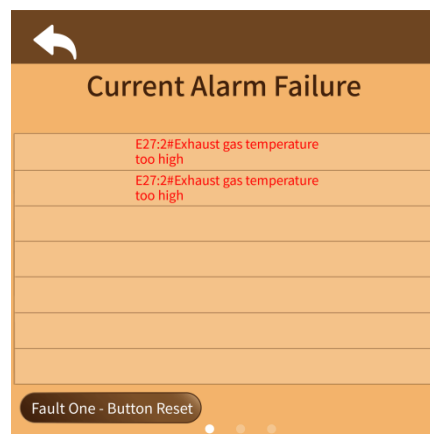 Current Alarm Failure
E27:2#Exhaust gas temperature
too high
E27:2#Exhaust gas temperature
too high
Fault One - Button Reset